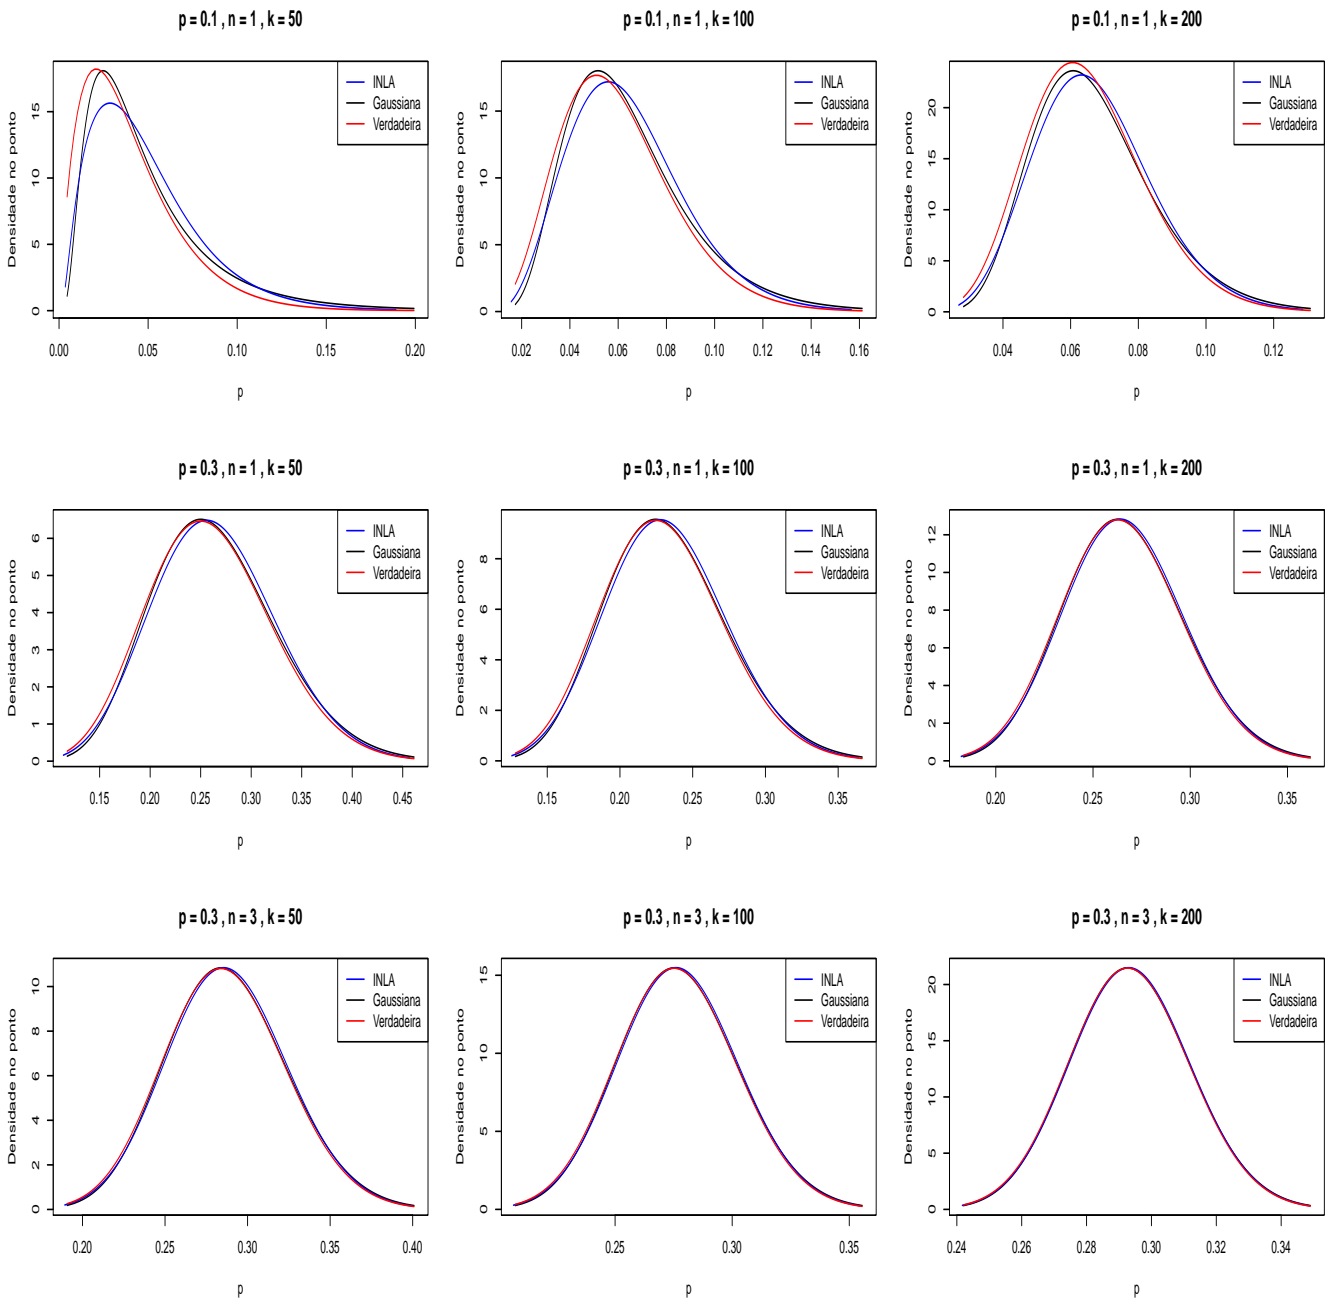 p = 0.1 , n = 1 , k = 50
Densidade no ponto
0 5 10 15
0.00 0.05 0.10 0.15 0.20
p
INLA
Gaussiana
Verdadeira
p = 0.1 , n = 1 , k = 100
Densidade no ponto
0 5 10 15
0.02 0.04 0.06 0.08 0.10 0.12 0.14 0.16
p
INLA
Gaussiana
Verdadeira
p = 0.1 , n = 1 , k = 200
Densidade no ponto
0 5 10 15 20
0.04 0.06 0.08 0.10 0.12
p
INLA
Gaussiana
Verdadeira
p = 0.3 , n = 1 , k = 50
Densidade no ponto
0 1 2 3 4 5 6
0.15 0.20 0.25 0.30 0.35 0.40 0.45
p
INLA
Gaussiana
Verdadeira
p = 0.3 , n = 1 , k = 100
Densidade no ponto
0 2 4 6 8
0.15 0.20 0.25 0.30 0.35
p
INLA
Gaussiana
Verdadeira
p = 0.3 , n = 1 , k = 200
Densidade no ponto
0 2 4 6 8 10 12
0.20 0.25 0.30 0.35
p
INLA
Gaussiana
Verdadeira
p = 0.3 , n = 3 , k = 50
Densidade no ponto
0 2 4 6 8 10
0.20 0.25 0.30 0.35 0.40
p
INLA
Gaussiana
Verdadeira
p = 0.3 , n = 3 , k = 100
Densidade no ponto
0 5 10 15
0.25 0.30 0.35
p
INLA
Gaussiana
Verdadeira
p = 0.3 , n = 3 , k = 200
Densidade no ponto
0 5 10 15 20
0.24 0.26 0.28 0.30 0.32 0.34
p
INLA
Gaussiana
Verdadeira